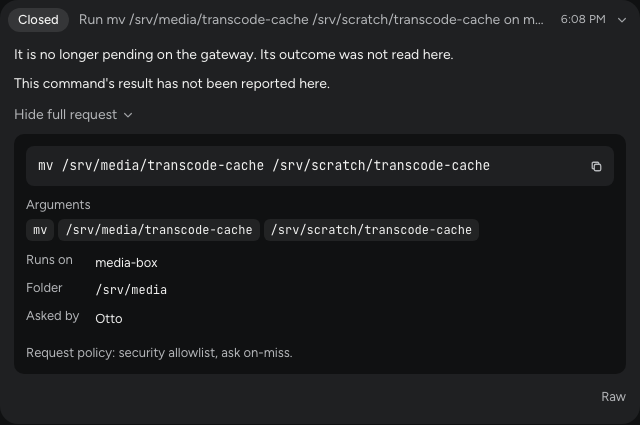 Closed Run mv /srv/media/transcode-cache /srv/scratch/transcode-cache on m... 6:08 PM
It is no longer pending on the gateway. Its outcome was not read here.
This command's result has not been reported here.
Hide full request
mv /srv/media/transcode-cache /srv/scratch/transcode-cache
Arguments
mv /srv/media/transcode-cache /srv/scratch/transcode-cache
Runs on media-box
Folder /srv/media
Asked by Otto
Request policy: security allowlist, ask on-miss.
Raw